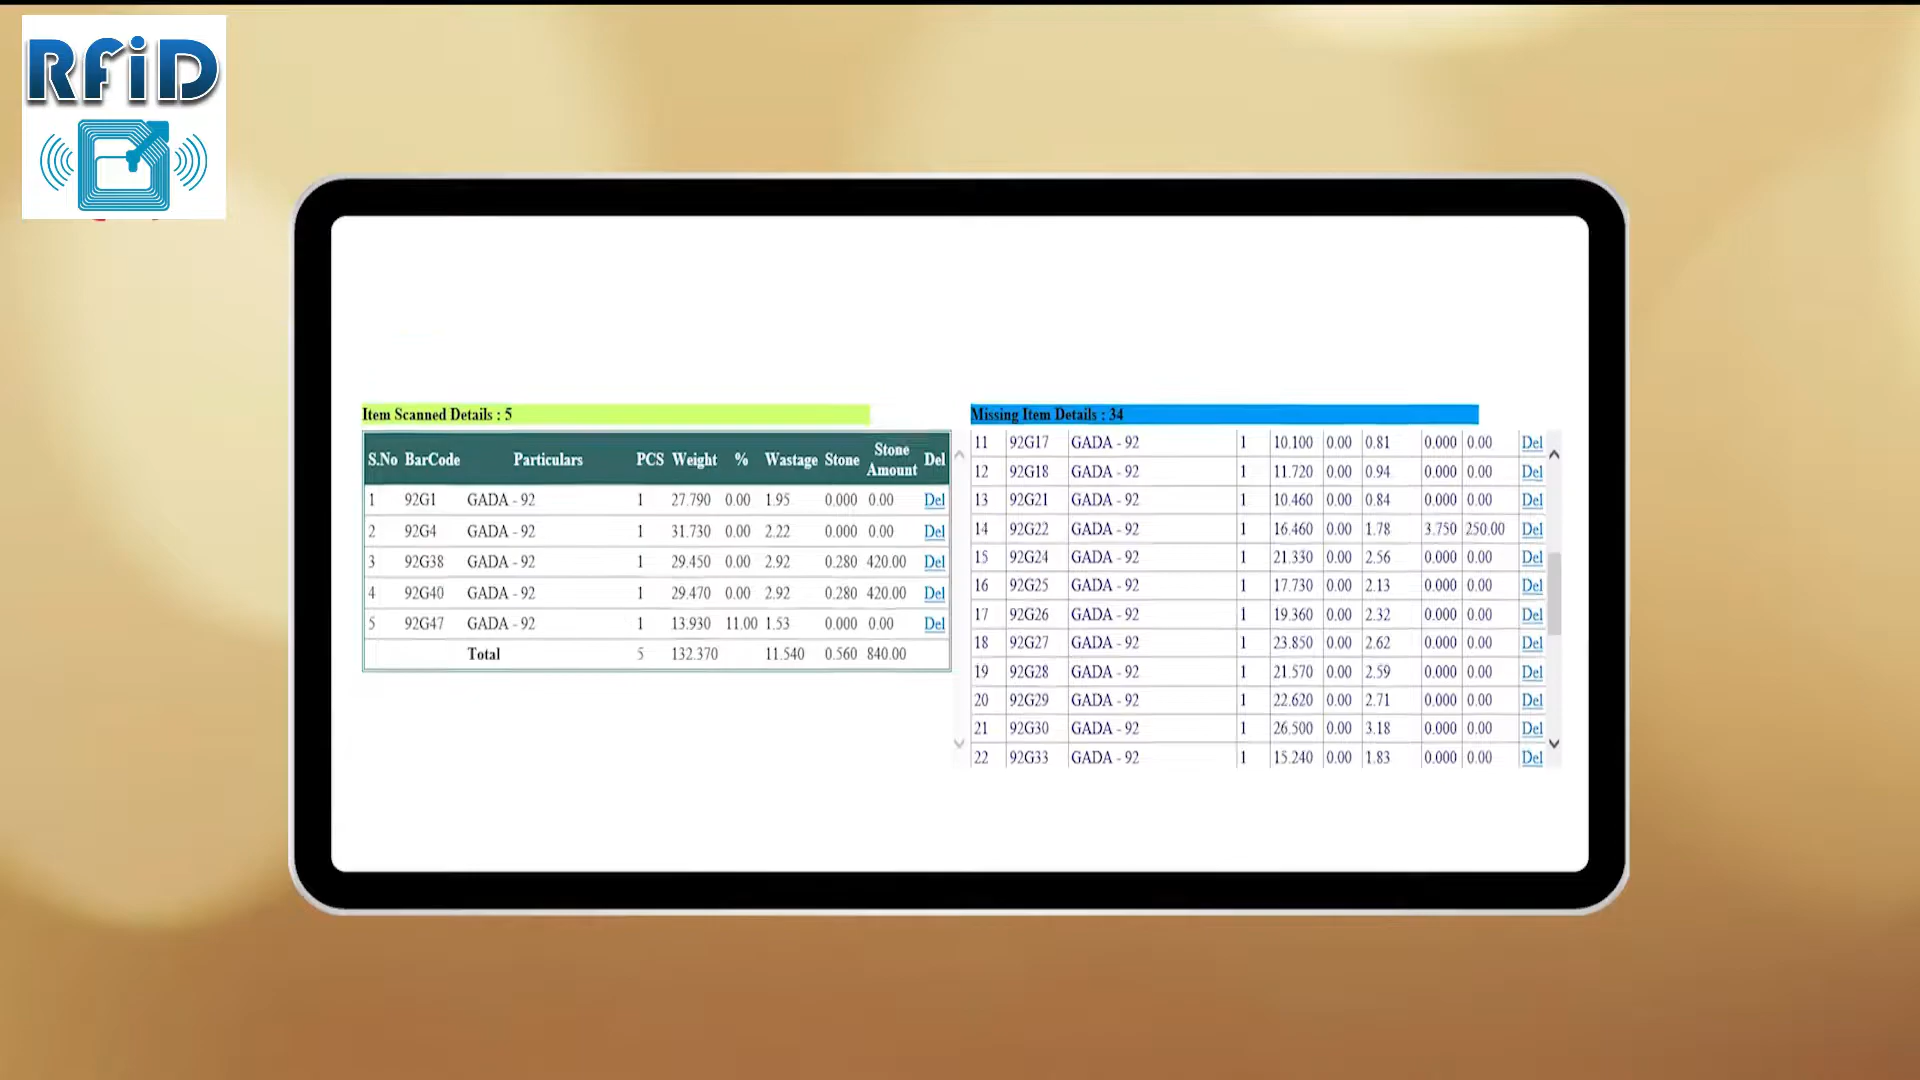 RFiD
Item Scanned Details : 5
S.No BarCode Particulars PCS Weight % Wastage Stone Stone Amount Del
1 92G1 GADA - 92 1 27.790 0.00 1.95 0.000 0.00 Del
2 92G4 GADA - 92 1 31.730 0.00 2.22 0.000 0.00 Del
3 92G38 GADA - 92 1 29.450 0.00 2.92 0.280 420.00 Del
4 92G40 GADA - 92 1 29.470 0.00 2.92 0.280 420.00 Del
5 92G47 GADA - 92 1 13.930 11.00 1.53 0.000 0.00 Del
Total 5 132.370 11.540 0.560 840.00
Missing Item Details : 34
11 92G17 GADA - 92 1 10.100 0.00 0.81 0.000 0.00 Del
12 92G18 GADA - 92 1 11.720 0.00 0.94 0.000 0.00 Del
13 92G21 GADA - 92 1 10.460 0.00 0.84 0.000 0.00 Del
14 92G22 GADA - 92 1 16.460 0.00 1.78 3.750 250.00 Del
15 92G24 GADA - 92 1 21.330 0.00 2.56 0.000 0.00 Del
16 92G25 GADA - 92 1 17.730 0.00 2.13 0.000 0.00 Del
17 92G26 GADA - 92 1 19.360 0.00 2.32 0.000 0.00 Del
18 92G27 GADA - 92 1 23.850 0.00 2.62 0.000 0.00 Del
19 92G28 GADA - 92 1 21.570 0.00 2.59 0.000 0.00 Del
20 92G29 GADA - 92 1 22.620 0.00 2.71 0.000 0.00 Del
21 92G30 GADA - 92 1 26.500 0.00 3.18 0.000 0.00 Del
22 92G33 GADA - 92 1 15.240 0.00 1.83 0.000 0.00 Del